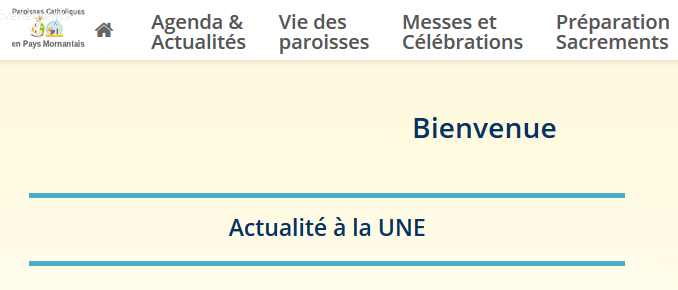 Paroisses Catholiques
en Pays Mornantais
Agenda &
Actualités
Vie des
paroisses
Messes et
Célébrations
Préparation
Sacrements
Bienvenue
Actualité à la UNE